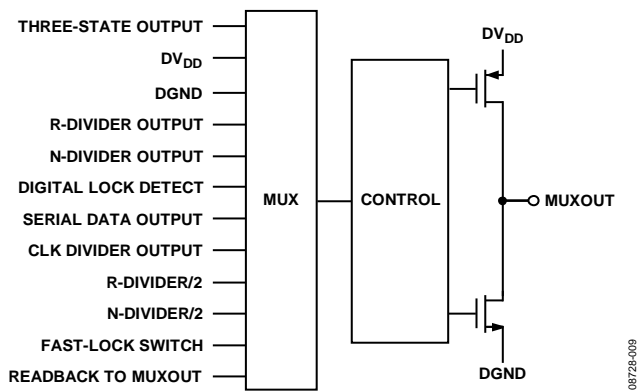 THREE-STATE OUTPUT
DVDD
DGND
R-DIVIDER OUTPUT
N-DIVIDER OUTPUT
DIGITAL LOCK DETECT
SERIAL DATA OUTPUT
CLK DIVIDER OUTPUT
R-DIVIDER/2
N-DIVIDER/2
FAST-LOCK SWITCH
READBACK TO MUXOUT
MUX
CONTROL
DVDD
MUXOUT
DGND
08728-009